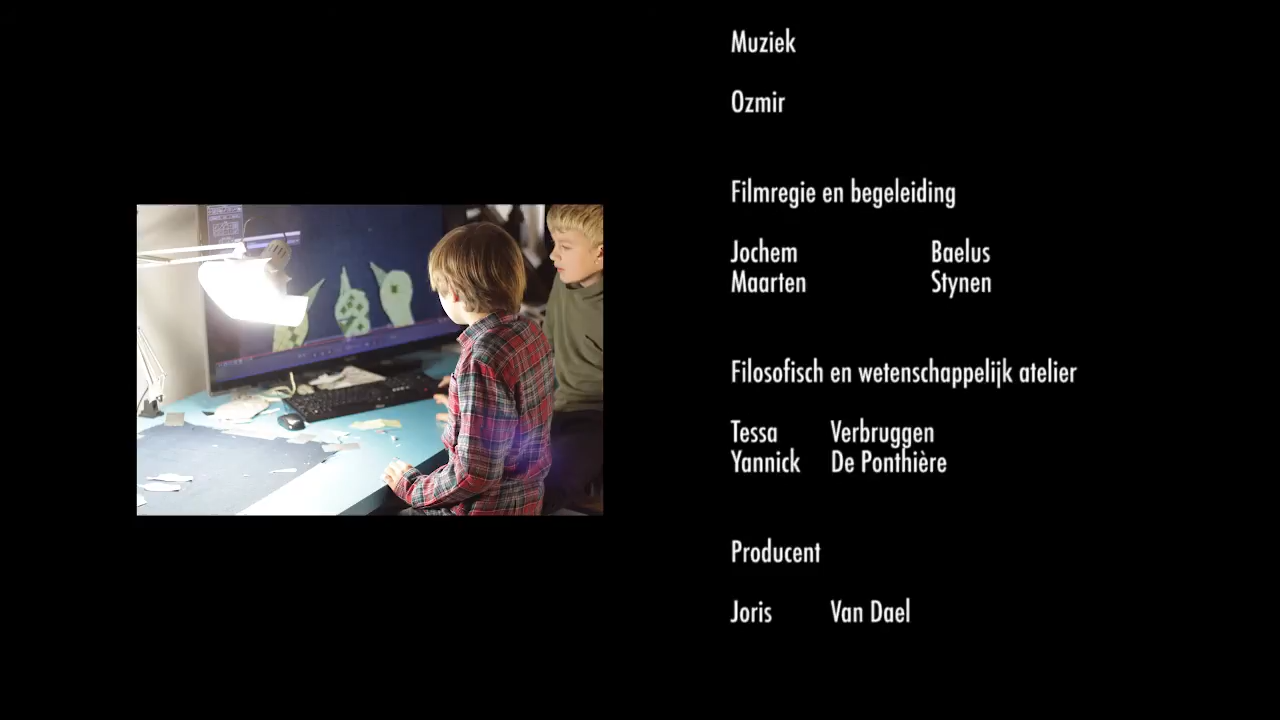 Muziek
Ozmir
Filmregie en begeleiding
Jochem Baelus
Maarten Stynen
Filosofisch en wetenschappelijk atelier
Tessa Verbruggen
Yannick De Ponthière
Producent
Joris Van Dael